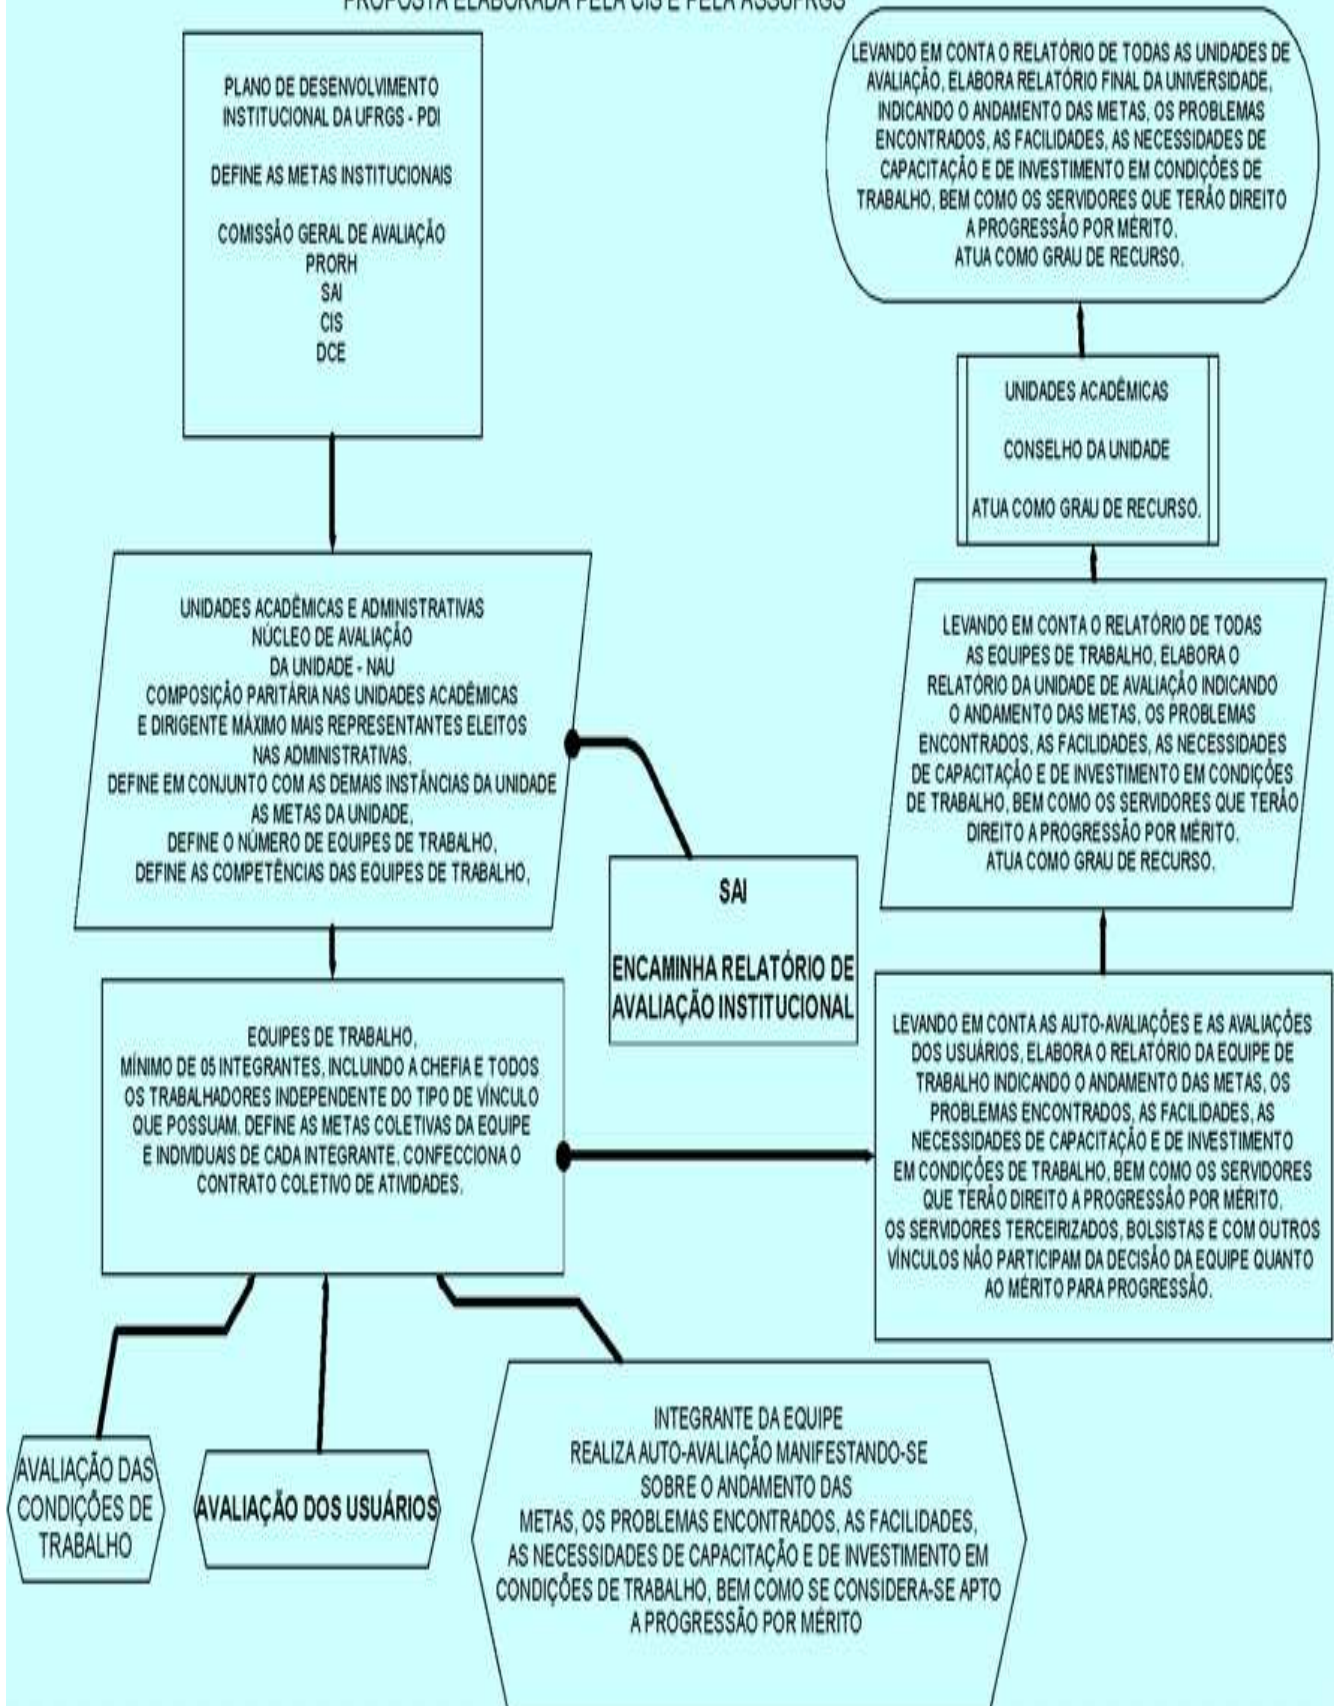 PROPOSTA ELABORADA PELA CIS E PELA ASSUFRGS
PLANO DE DESENVOLVIMENTO
INSTITUCIONAL DA UFRGS - PDI
DEFINE AS METAS INSTITUCIONAIS
COMISSÃO GERAL DE AVALIAÇÃO
PRORH
SAI
CIS
DCE
UNIDADES ACADÊMICAS E ADMINISTRATIVAS
NÚCLEO DE AVALIAÇÃO
DA UNIDADE - NAU
COMPOSIÇÃO PARITÁRIA NAS UNIDADES ACADÊMICAS
E DIRIGENTE MÁXIMO MAIS REPRESENTANTES ELEITOS
NAS ADMINISTRATIVAS.
DEFINE EM CONJUNTO COM AS DEMAIS INSTÂNCIAS DA UNIDADE
AS METAS DA UNIDADE,
DEFINE O NÚMERO DE EQUIPES DE TRABALHO,
DEFINE AS COMPETÊNCIAS DAS EQUIPES DE TRABALHO,
SAI
ENCAMINHA RELATÓRIO DE
AVALIAÇÃO INSTITUCIONAL
EQUIPES DE TRABALHO,
MÍNIMO DE 05 INTEGRANTES, INCLUINDO A CHEFIA E TODOS
OS TRABALHADORES INDEPENDENTE DO TIPO DE VÍNCULO
QUE POSSUAM. DEFINE AS METAS COLETIVAS DA EQUIPE
E INDIVIDUAIS DE CADA INTEGRANTE. CONFECCIONA O
CONTRATO COLETIVO DE ATIVIDADES,
AVALIAÇÃO DAS
CONDIÇÕES DE
TRABALHO
AVALIAÇÃO DOS USUÁRIOS
INTEGRANTE DA EQUIPE
REALIZA AUTO-AVALIAÇÃO MANIFESTANDO-SE
SOBRE O ANDAMENTO DAS
METAS, OS PROBLEMAS ENCONTRADOS, AS FACILIDADES,
AS NECESSIDADES DE CAPACITAÇÃO E DE INVESTIMENTO EM
CONDIÇÕES DE TRABALHO, BEM COMO SE CONSIDERA-SE APTO
A PROGRESSÃO POR MÉRITO
LEVANDO EM CONTA AS AUTO-AVALIAÇÕES E AS AVALIAÇÕES
DOS USUÁRIOS, ELABORA O RELATÓRIO DA EQUIPE DE
TRABALHO INDICANDO O ANDAMENTO DAS METAS, OS
PROBLEMAS ENCONTRADOS, AS FACILIDADES, AS
NECESSIDADES DE CAPACITAÇÃO E DE INVESTIMENTO
EM CONDIÇÕES DE TRABALHO, BEM COMO OS SERVIDORES
QUE TERÃO DIREITO A PROGRESSÃO POR MÉRITO.
OS SERVIDORES TERCEIRIZADOS, BOLSISTAS E COM OUTROS
VÍNCULOS NÃO PARTICIPAM DA DECISÃO DA EQUIPE QUANTO
AO MÉRITO PARA PROGRESSÃO.
LEVANDO EM CONTA O RELATÓRIO DE TODAS
AS EQUIPES DE TRABALHO, ELABORA O
RELATÓRIO DA UNIDADE DE AVALIAÇÃO INDICANDO
O ANDAMENTO DAS METAS, OS PROBLEMAS
ENCONTRADOS, AS FACILIDADES, AS NECESSIDADES
DE CAPACITAÇÃO E DE INVESTIMENTO EM CONDIÇÕES
DE TRABALHO, BEM COMO OS SERVIDORES QUE TERÃO
DIREITO A PROGRESSÃO POR MÉRITO.
ATUA COMO GRAU DE RECURSO.
UNIDADES ACADÊMICAS
CONSELHO DA UNIDADE
ATUA COMO GRAU DE RECURSO.
LEVANDO EM CONTA O RELATÓRIO DE TODAS AS UNIDADES DE
AVALIAÇÃO, ELABORA RELATÓRIO FINAL DA UNIVERSIDADE,
INDICANDO O ANDAMENTO DAS METAS, OS PROBLEMAS
ENCONTRADOS, AS FACILIDADES, AS NECESSIDADES DE
CAPACITAÇÃO E DE INVESTIMENTO EM CONDIÇÕES DE
TRABALHO, BEM COMO OS SERVIDORES QUE TERÃO DIREITO
A PROGRESSÃO POR MÉRITO.
ATUA COMO GRAU DE RECURSO.